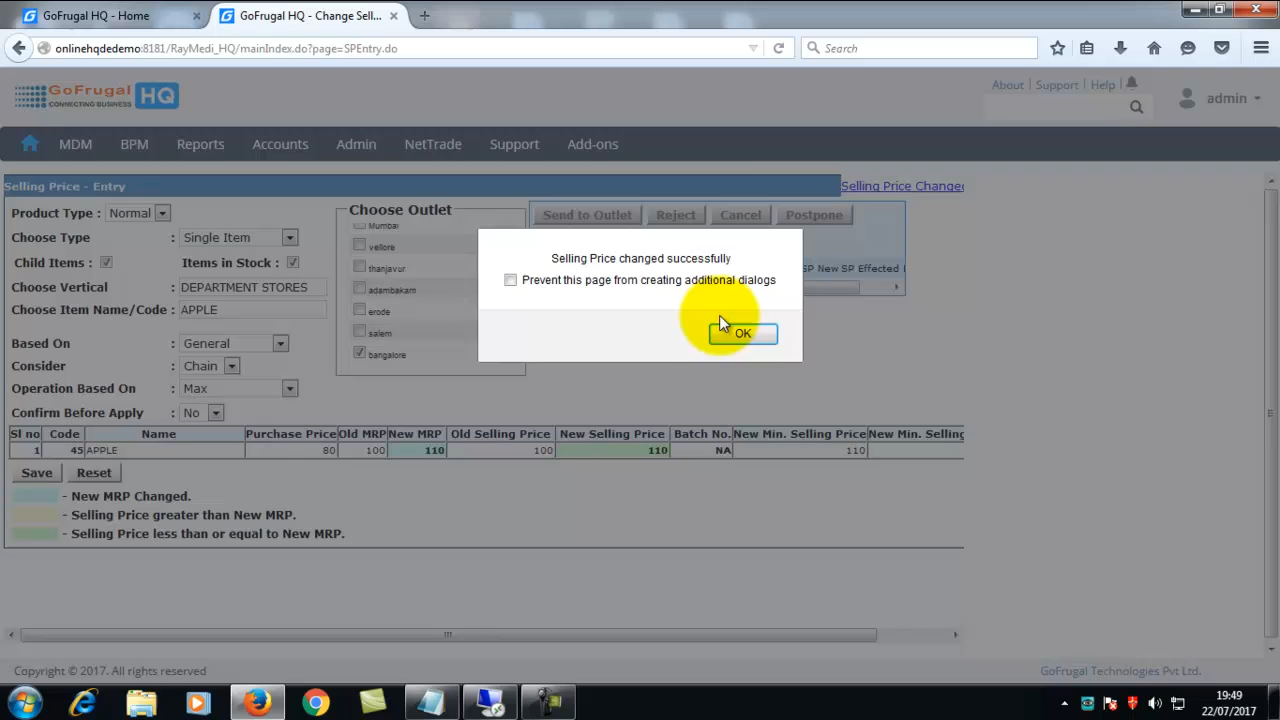 GoFrugal HQ - Home
GoFrugal HQ - Change Sell...
onlinehqdedemo:8181/RayMedi_HQ/mainIndex.do?page=SPEntry.do
Search
GoFrugal HQ
CONNECTING BUSINESS
About | Support | Help
admin
MDM BPM Reports Accounts Admin NetTrade Support Add-ons
Selling Price - Entry
Selling Price Changed
Product Type : Normal
Choose Type : Single Item
Child Items : Items in Stock :
Choose Vertical : DEPARTMENT STORES
Choose Item Name/Code : APPLE
Based On : General
Consider : Chain
Operation Based On : Max
Confirm Before Apply : No
Choose Outlet
Mumbai
vellore
thanjavur
adambakam
erode
salem
bangalore
Send to Outlet Reject Cancel Postpone
SP New SP Effected
Selling Price changed successfully
Prevent this page from creating additional dialogs
OK
Sl no Code Name Purchase Price Old MRP New MRP Old Selling Price New Selling Price Batch No. New Min. Selling Price New Min. Selling
1 45 APPLE 80 100 110 100 110 NA 110
Save Reset
- New MRP Changed.
- Selling Price greater than New MRP.
- Selling Price less than or equal to New MRP.
Copyright © 2017. All rights reserved
GoFrugal Technologies Pvt Ltd.
19:49
22/07/2017